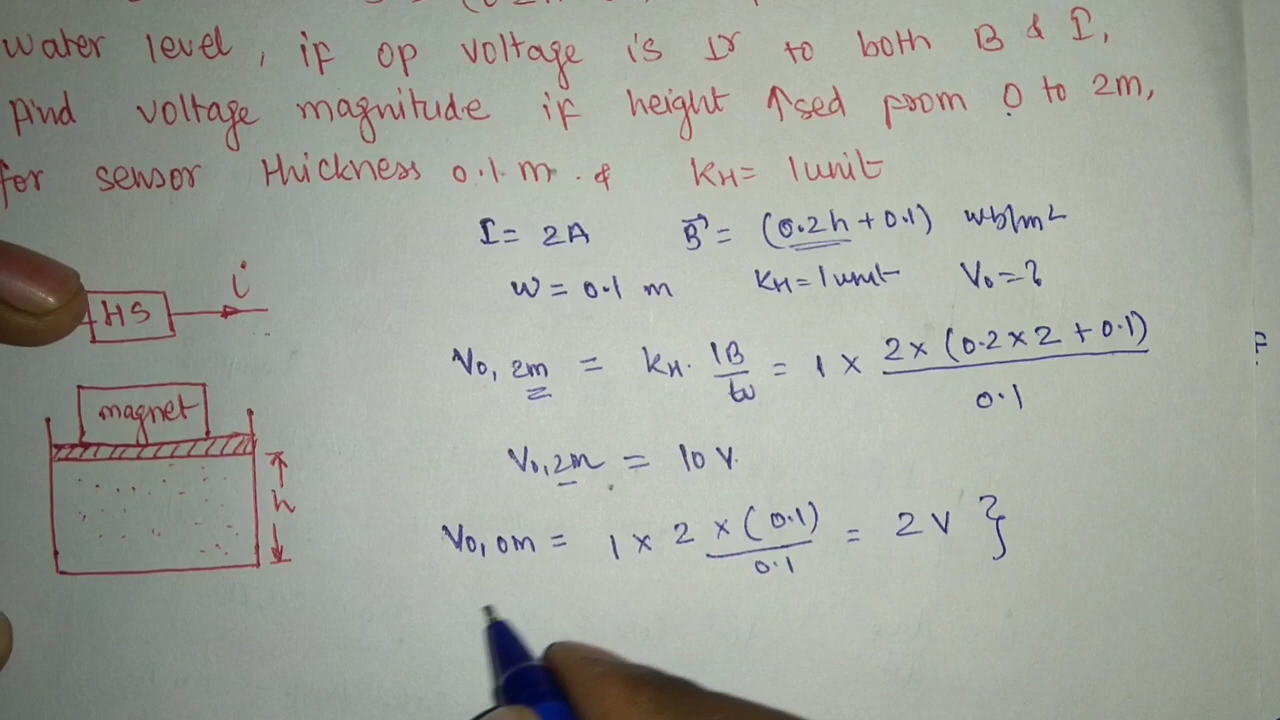 water level, if op voltage is ∝ to both B & I,
find voltage magnitude if height ↑sed from 0 to 2m,
for sensor thickness 0.1 m. & KH= 1unit
I= 2A B⃗= (0.2h+0.1) wb/m²
w= 0.1 m KH=1unit V₀=?
HS i
V₀,2m = KH. IB/w = 1 × 2×(0.2×2+0.1)/0.1
magnet
V₀,2m = 10 V.
h
V₀,0m = 1 × 2 ×(0.1)/0.1 = 2 V }